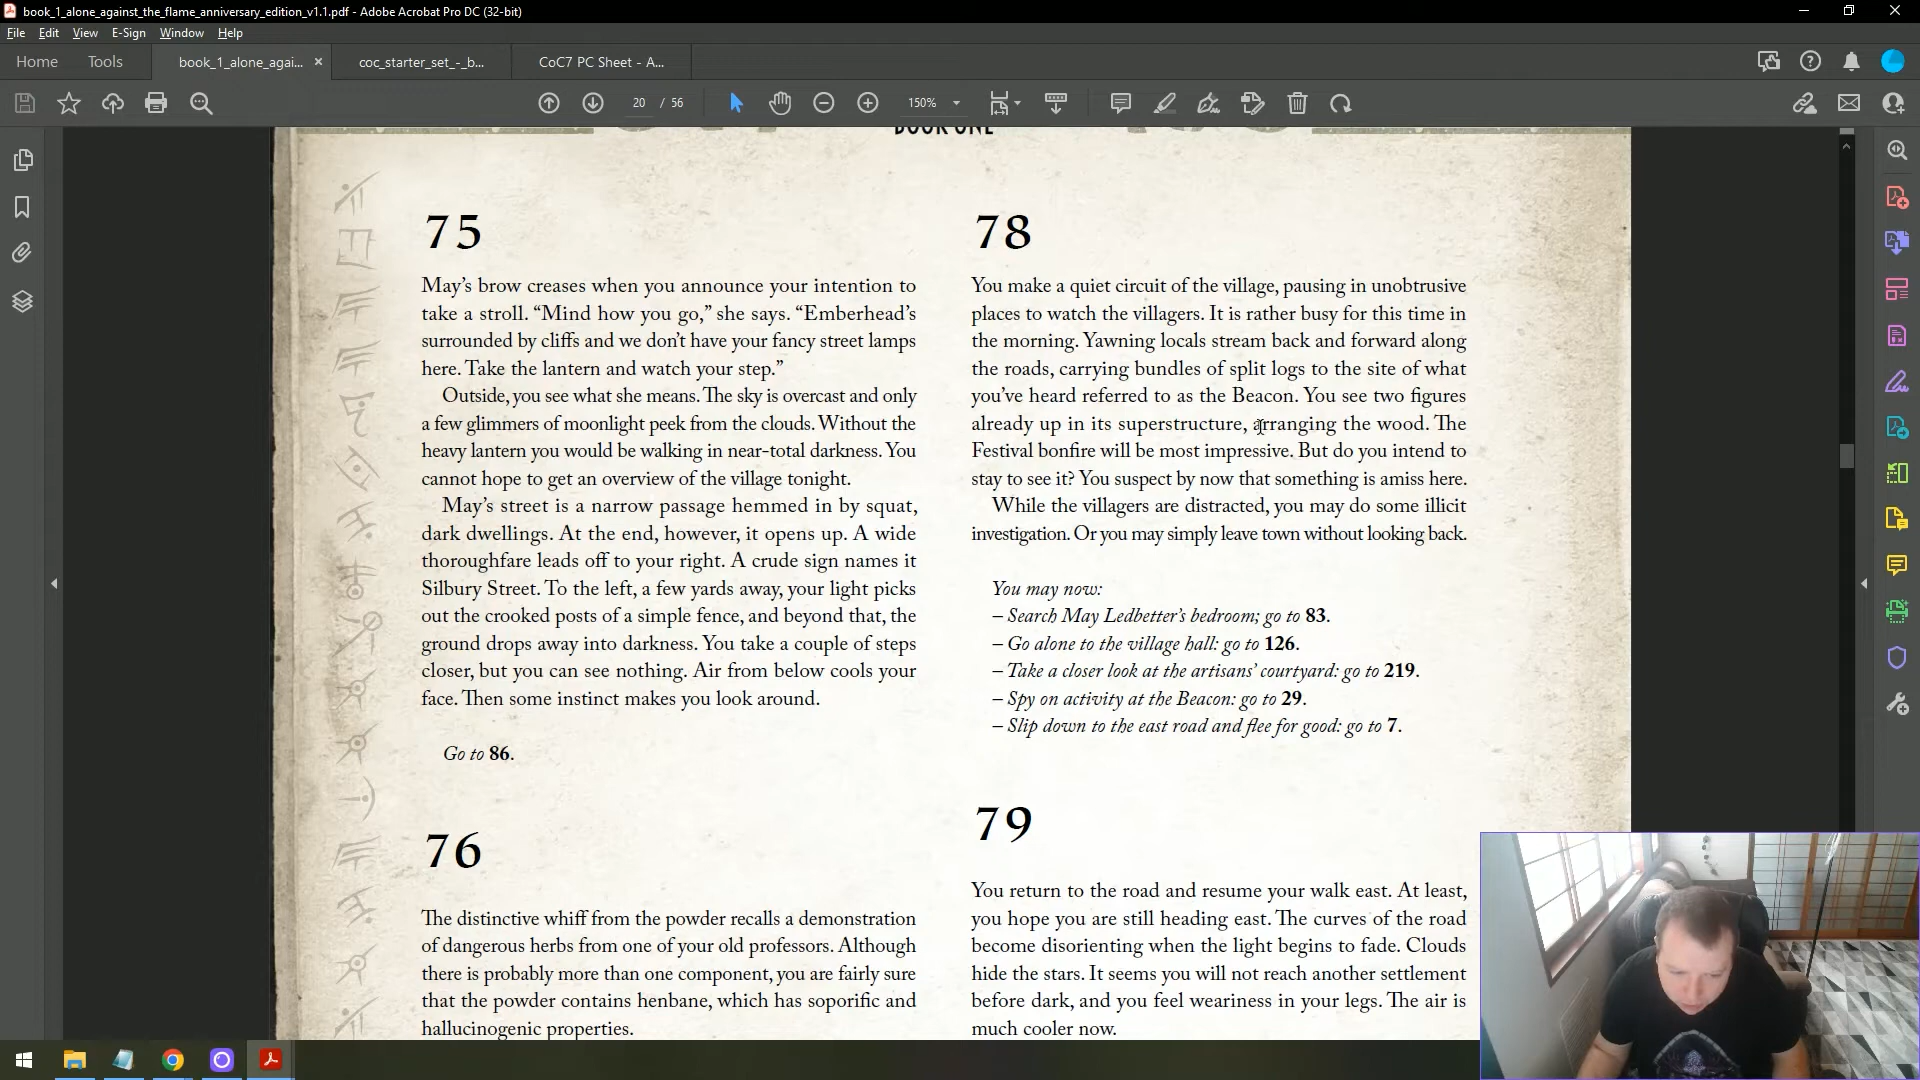 book_1_alone_against_the_flame_anniversary_edition_v1.1.pdf - Adobe Acrobat Pro DC (32-bit)
File Edit View E-Sign Window Help
Home Tools book_1_alone_agai... × coc_starter_set_-_b... CoC7 PC Sheet - A...
20 / 56 150%
BOOK ONE
75
May’s brow creases when you announce your intention to
take a stroll. “Mind how you go,” she says. “Emberhead’s
surrounded by cliffs and we don’t have your fancy street lamps
here. Take the lantern and watch your step.”
Outside, you see what she means. The sky is overcast and only
a few glimmers of moonlight peek from the clouds. Without the
heavy lantern you would be walking in near-total darkness. You
cannot hope to get an overview of the village tonight.
May’s street is a narrow passage hemmed in by squat,
dark dwellings. At the end, however, it opens up. A wide
thoroughfare leads off to your right. A crude sign names it
Silbury Street. To the left, a few yards away, your light picks
out the crooked posts of a simple fence, and beyond that, the
ground drops away into darkness. You take a couple of steps
closer, but you can see nothing. Air from below cools your
face. Then some instinct makes you look around.
Go to 86.
76
The distinctive whiff from the powder recalls a demonstration
of dangerous herbs from one of your old professors. Although
there is probably more than one component, you are fairly sure
that the powder contains henbane, which has soporific and
hallucinogenic properties.
78
You make a quiet circuit of the village, pausing in unobtrusive
places to watch the villagers. It is rather busy for this time in
the morning. Yawning locals stream back and forward along
the roads, carrying bundles of split logs to the site of what
you’ve heard referred to as the Beacon. You see two figures
already up in its superstructure, arranging the wood. The
Festival bonfire will be most impressive. But do you intend to
stay to see it? You suspect by now that something is amiss here.
While the villagers are distracted, you may do some illicit
investigation. Or you may simply leave town without looking back.
You may now:
– Search May Ledbetter’s bedroom; go to 83.
– Go alone to the village hall: go to 126.
– Take a closer look at the artisans’ courtyard: go to 219.
– Spy on activity at the Beacon: go to 29.
– Slip down to the east road and flee for good: go to 7.
79
You return to the road and resume your walk east. At least,
you hope you are still heading east. The curves of the road
become disorienting when the light begins to fade. Clouds
hide the stars. It seems you will not reach another settlement
before dark, and you feel weariness in your legs. The air is
much cooler now.